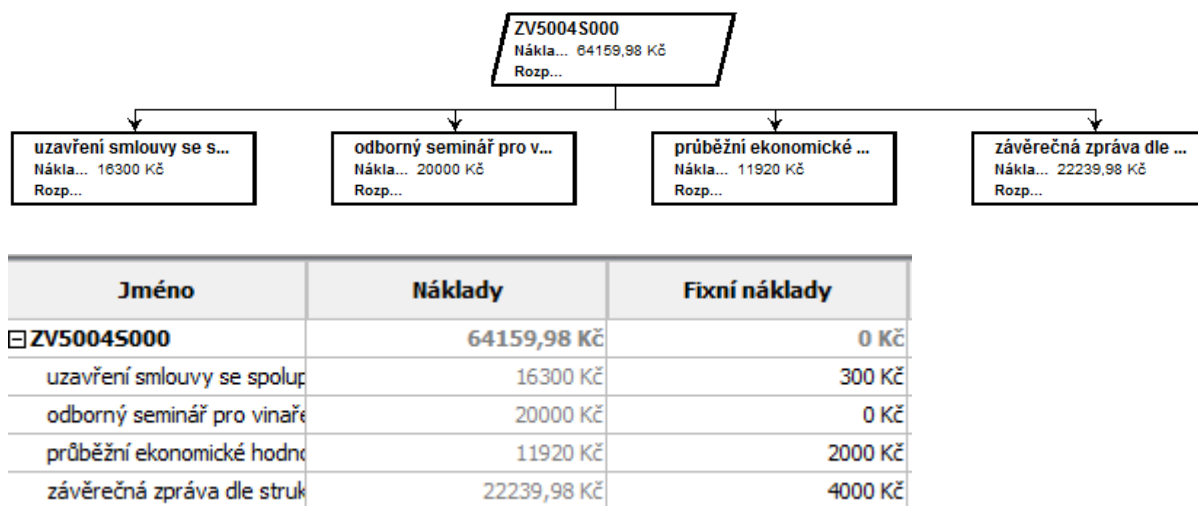 ZV5004S000
Nákla... 64159,98 Kč
Rozp...
uzavření smlouvy se s...
Nákla... 16300 Kč
Rozp...
odborný seminář pro v...
Nákla... 20000 Kč
Rozp...
průběžní ekonomické ...
Nákla... 11920 Kč
Rozp...
závěrečná zpráva dle ...
Nákla... 22239,98 Kč
Rozp...
Jméno Náklady Fixní náklady
ZV5004S000 64159,98 Kč 0 Kč
uzavření smlouvy se spolup 16300 Kč 300 Kč
odborný seminář pro vinaře 20000 Kč 0 Kč
průběžní ekonomické hodno 11920 Kč 2000 Kč
závěrečná zpráva dle struk 22239,98 Kč 4000 Kč